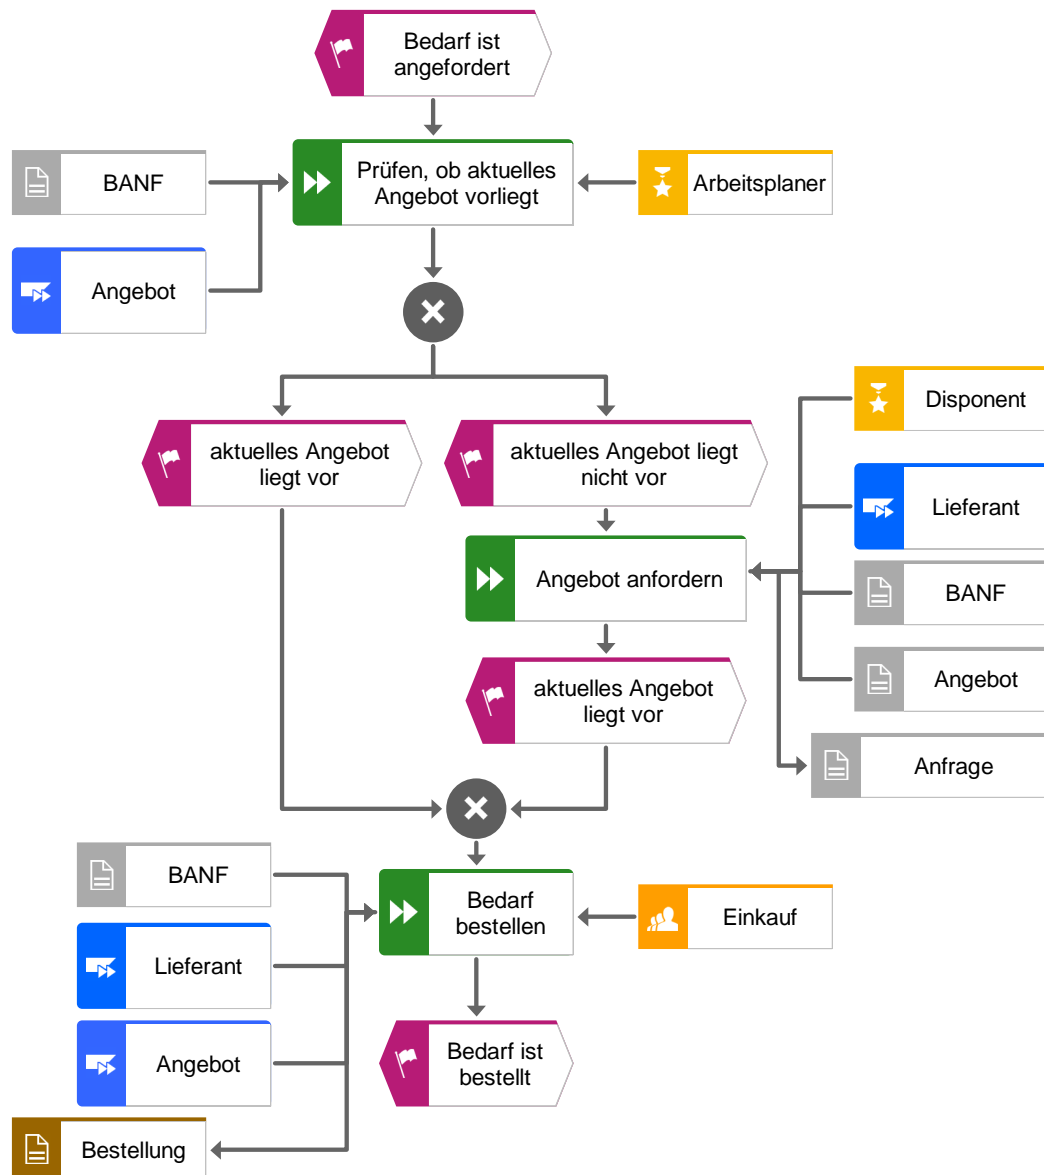 Bedarf ist
angefordert
BANF
Prüfen, ob aktuelles
Angebot vorliegt
Arbeitsplaner
Angebot
Disponent
aktuelles Angebot
liegt vor
aktuelles Angebot liegt
nicht vor
Lieferant
Angebot anfordern
BANF
aktuelles Angebot
liegt vor
Angebot
Anfrage
BANF
Bedarf
bestellen
Einkauf
Lieferant
Angebot
Bedarf ist
bestellt
Bestellung